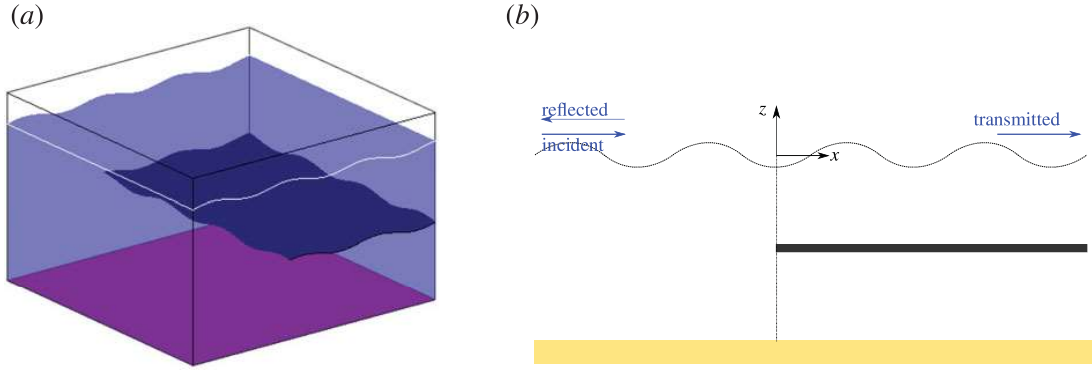 (a)
(b)
reflected
incident
z
x
transmitted